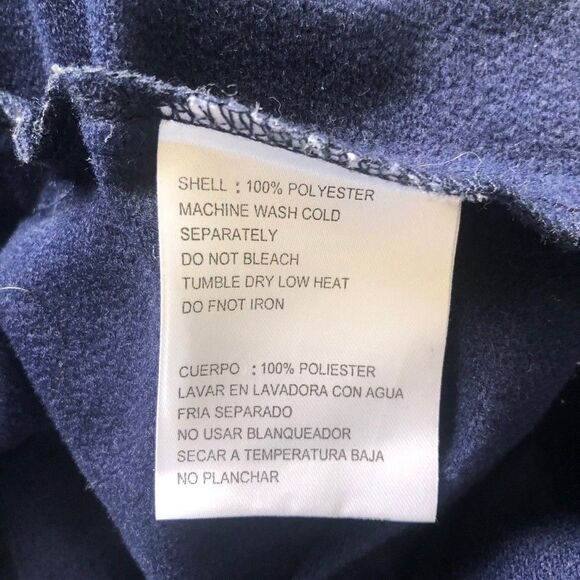 SHELL : 100% POLYESTER
MACHINE WASH COLD
SEPARATELY
DO NOT BLEACH
TUMBLE DRY LOW HEAT
DO FNOT IRON
CUERPO : 100% POLIESTER
LAVAR EN LAVADORA CON AGUA
FRIA SEPARADO
NO USAR BLANQUEADOR
SECAR A TEMPERATURA BAJA
NO PLANCHAR